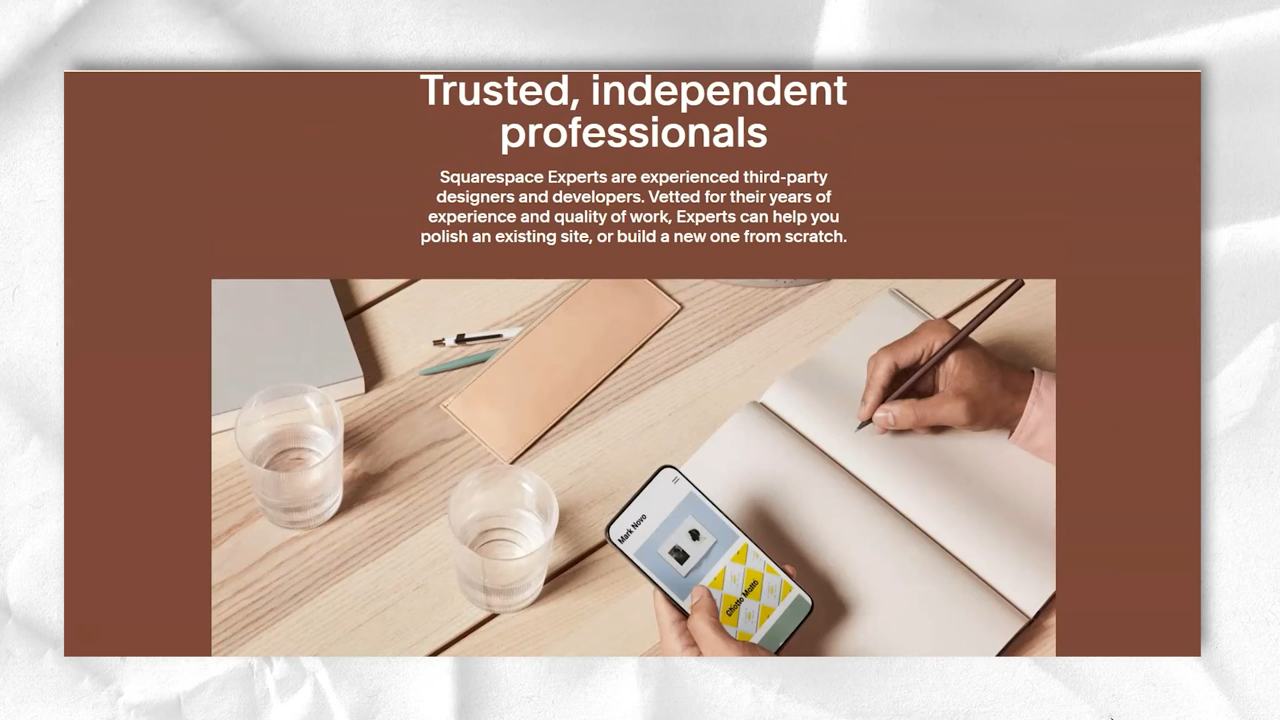 Trusted, independent
professionals
Squarespace Experts are experienced third-party
designers and developers. Vetted for their years of
experience and quality of work, Experts can help you
polish an existing site, or build a new one from scratch.
Mark Novo
Ghotto Motto